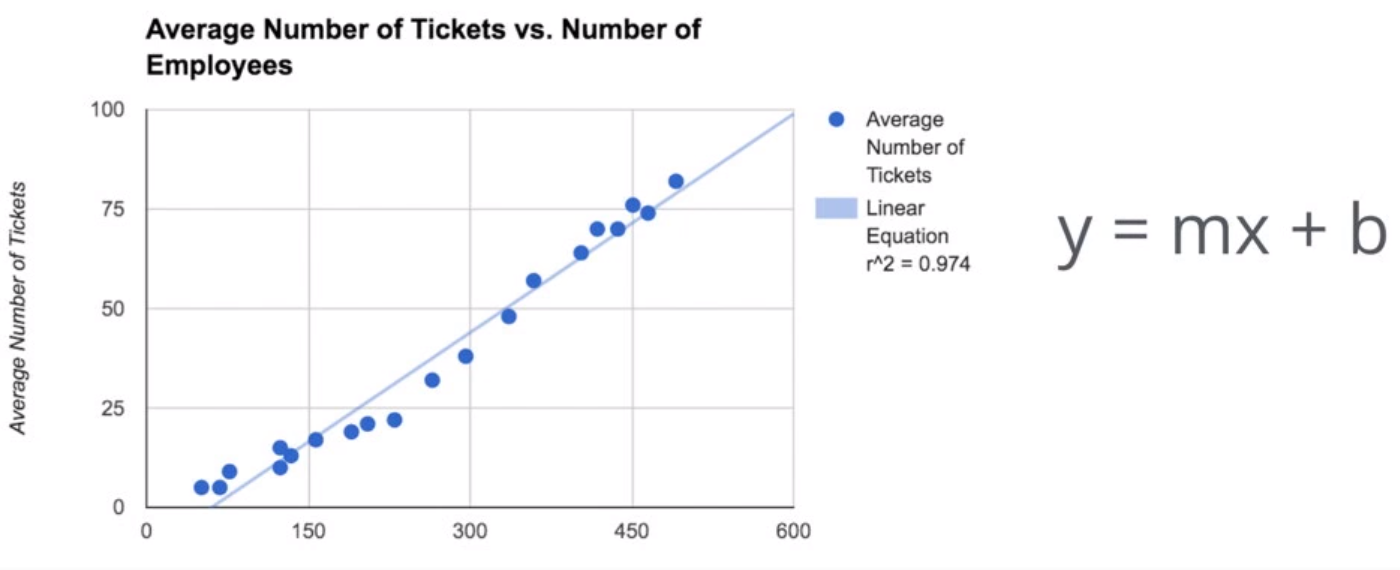 Average Number of Tickets vs. Number of
Employees
Average Number of Tickets
100
75
50
25
0
0
150
300
450
600
Average
Number of
Tickets
Linear
Equation
r^2 = 0.974
y = mx + b